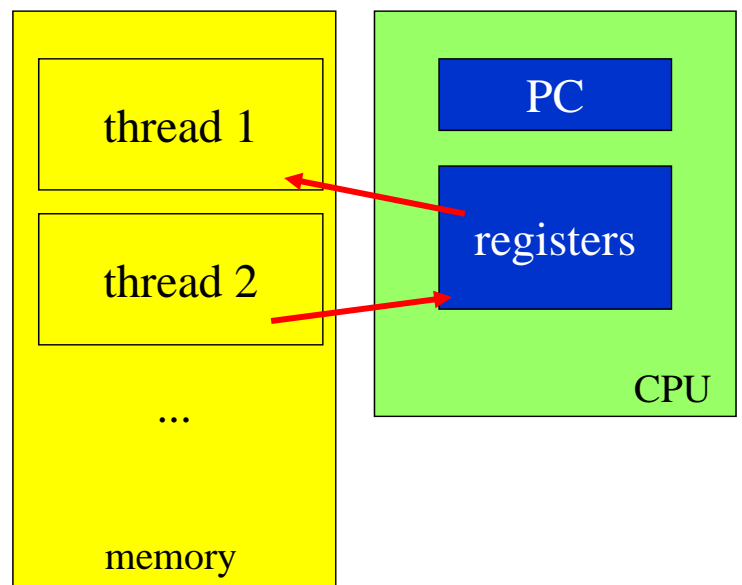 thread 1
thread 2
...
memory
PC
registers
CPU